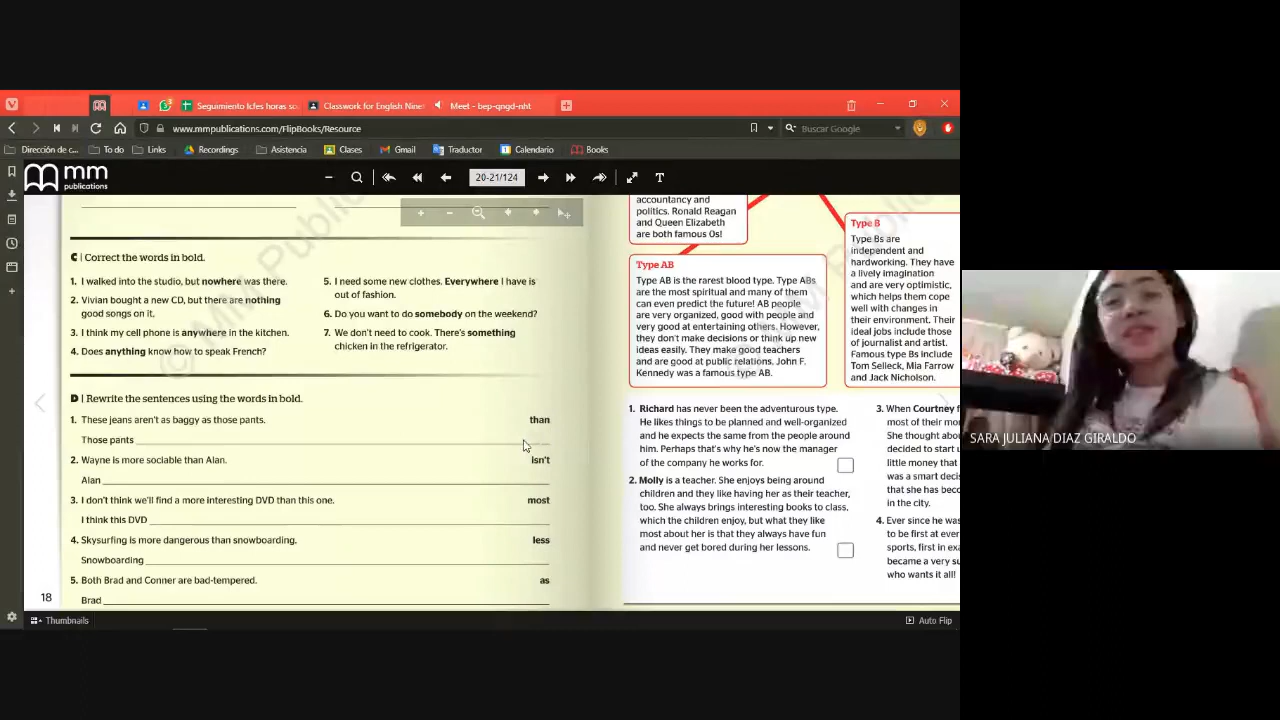 Seguimiento Icfes horas so
Classwork for English Nine
Meet - bep-qngd-nht
www.mmpublications.com/FlipBooks/Resource
Buscar Google
Dirección de c...
To do
Links
Recordings
Asistencia
Clases
Gmail
Traductor
Calendario
Books
mm
publications
20-21/124
C | Correct the words in bold.
1. I walked into the studio, but nowhere was there.
2. Vivian bought a new CD, but there are nothing
good songs on it.
3. I think my cell phone is anywhere in the kitchen.
4. Does anything know how to speak French?
5. I need some new clothes. Everywhere I have is
out of fashion.
6. Do you want to do somebody on the weekend?
7. We don't need to cook. There's something
chicken in the refrigerator.
D | Rewrite the sentences using the words in bold.
1. These jeans aren't as baggy as those pants. than
Those pants
2. Wayne is more sociable than Alan. isn't
Alan
3. I don't think we'll find a more interesting DVD than this one. most
I think this DVD
4. Skysurfing is more dangerous than snowboarding. less
Snowboarding
5. Both Brad and Conner are bad-tempered. as
Brad
18
accountancy and
politics. Ronald Reagan
and Queen Elizabeth
are both famous Os!
Type AB
Type AB is the rarest blood type. Type ABs
are the most spiritual and many of them
can even predict the future! AB people
are very organized, good with people and
very good at entertaining others. However,
they don't make decisions or think up new
ideas easily. They make good teachers
and are good at public relations. John F.
Kennedy was a famous type AB.
Type B
Type Bs are
independent and
hardworking. They have
a lively imagination
and are very optimistic,
which helps them cope
well with changes in
their environment. Their
ideal jobs include those
of journalist and artist.
Famous type Bs include
Tom Selleck, Mia Farrow
and Jack Nicholson.
1. Richard has never been the adventurous type.
He likes things to be planned and well-organized
and he expects the same from the people around
him. Perhaps that's why he's now the manager
of the company he works for.
2. Molly is a teacher. She enjoys being around
children and they like having her as their teacher,
too. She always brings interesting books to class,
which the children enjoy, but what they like
most about her is that they always have fun
and never get bored during her lessons.
3. When Courtney f
most of their mor
She thought abou
decided to start u
little money that
was a smart decis
that she has beco
in the city.
4. Ever since he was
to be first at ever
sports, first in exa
became a very su
who wants it all!
Thumbnails
Auto Flip
SARA JULIANA DIAZ GIRALDO